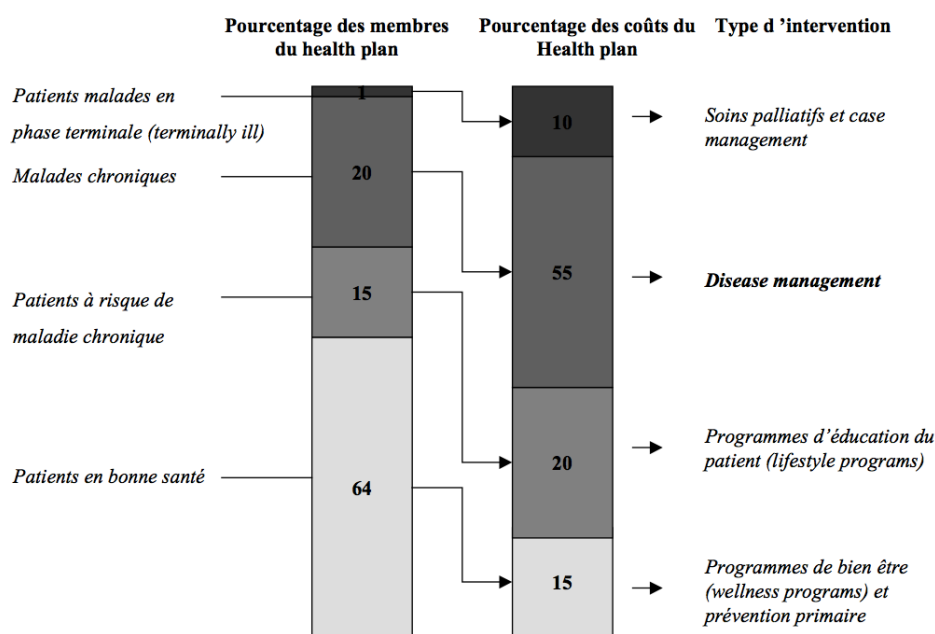 Pourcentage des membres
du health plan
Pourcentage des coûts du
Health plan
Type d ’intervention
Patients malades en
phase terminale (terminally ill)
Malades chroniques
Patients à risque de
maladie chronique
Patients en bonne santé
1
20
15
64
10
55
20
15
Soins palliatifs et case
management
Disease management
Programmes d’éducation du
patient (lifestyle programs)
Programmes de bien être
(wellness programs) et
prévention primaire